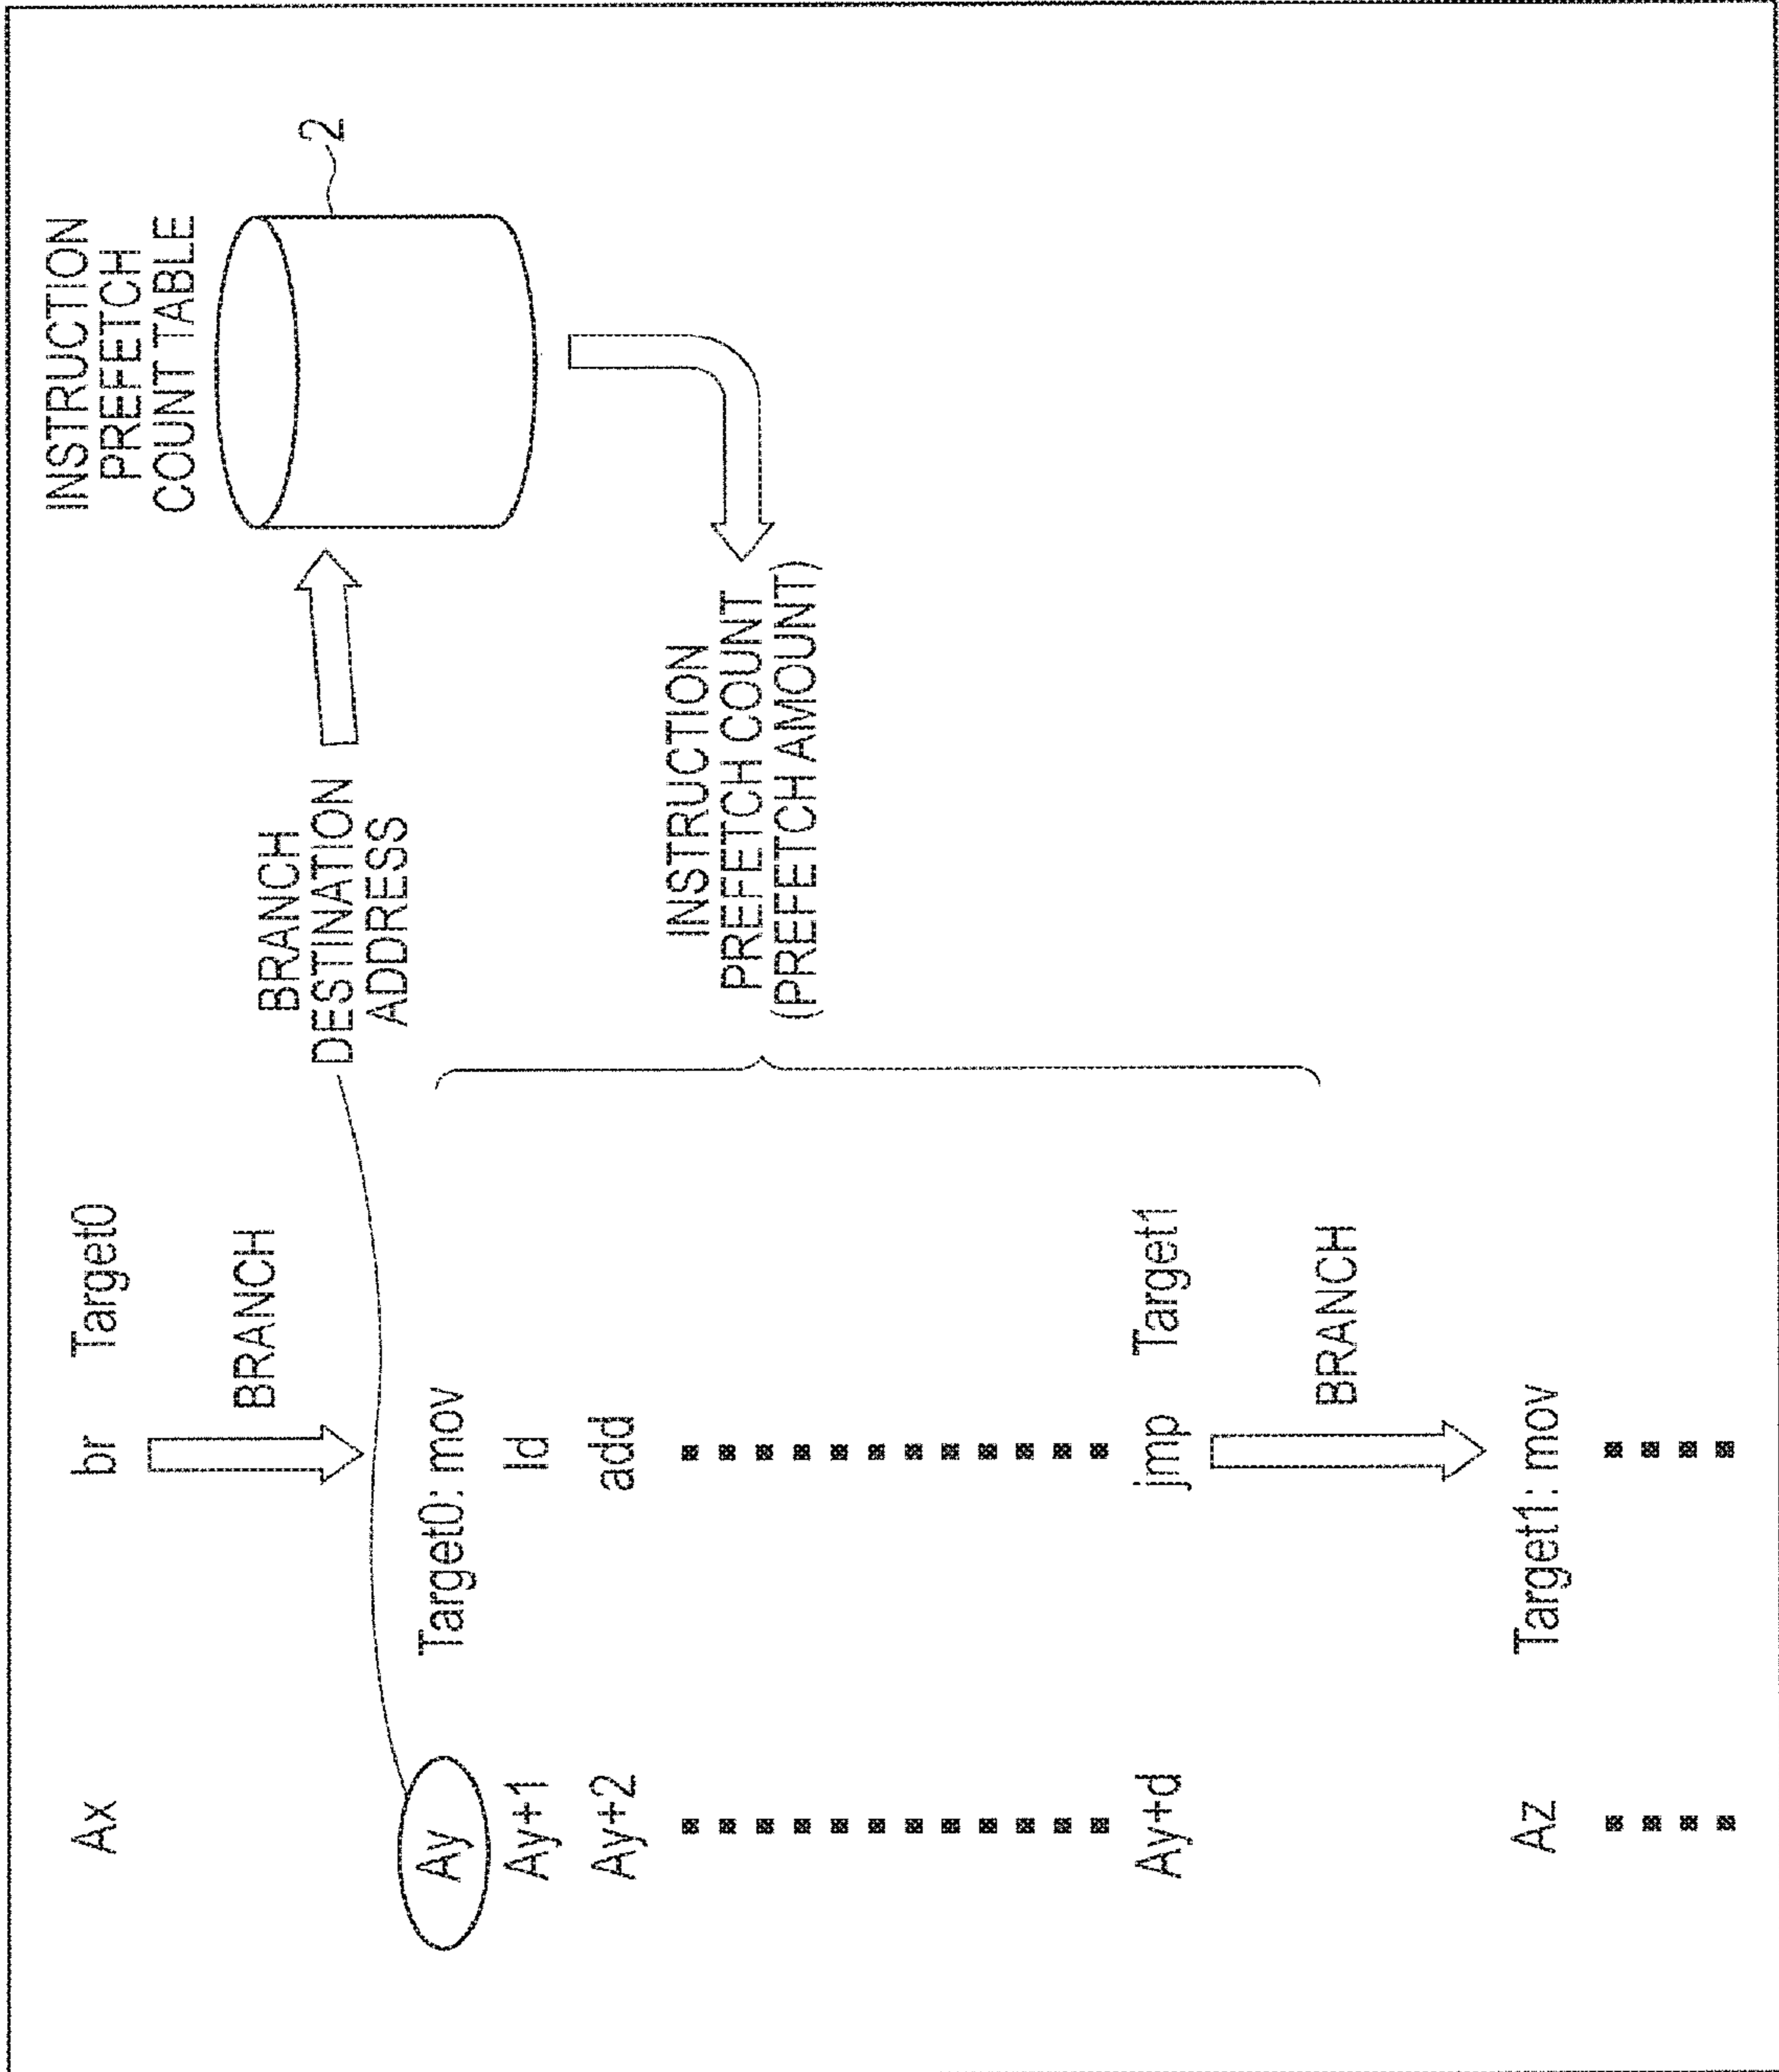 Ax br Target0
BRANCH
Ay Target0: mov
Ay+1 ld
Ay+2 add
Ay+d jmp Target1
BRANCH
Az Target1: mov
BRANCH
DESTINATION
ADDRESS
INSTRUCTION
PREFETCH
COUNT TABLE
2
INSTRUCTION
PREFETCH COUNT
(PREFETCH AMOUNT)